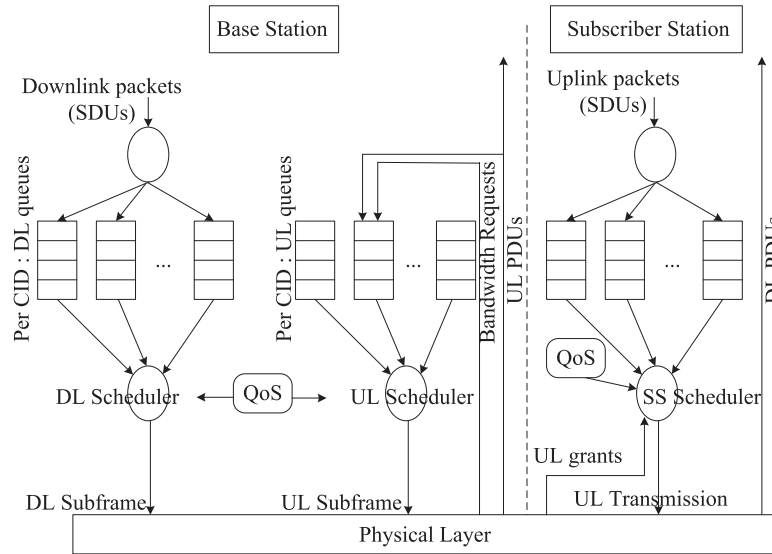 Base Station
Subscriber Station
Downlink packets
(SDUs)
Uplink packets
(SDUs)
Per CID : DL queues
...
Per CID : UL queues
...
Bandwidth Requests
UL PDUs
...
DL PDUs
QoS
DL Scheduler
QoS
UL Scheduler
SS Scheduler
UL grants
DL Subframe
UL Subframe
UL Transmission
Physical Layer